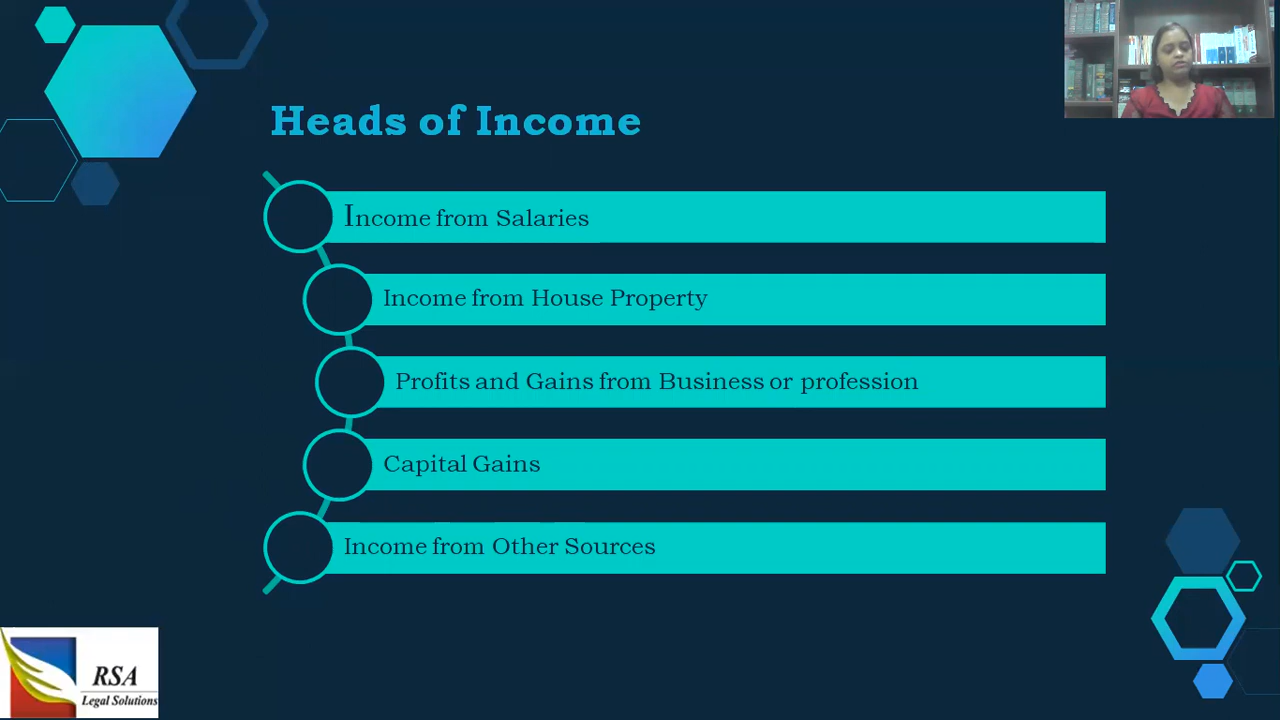 Heads of Income
Income from Salaries
Income from House Property
Profits and Gains from Business or profession
Capital Gains
Income from Other Sources
RSA
Legal Solutions